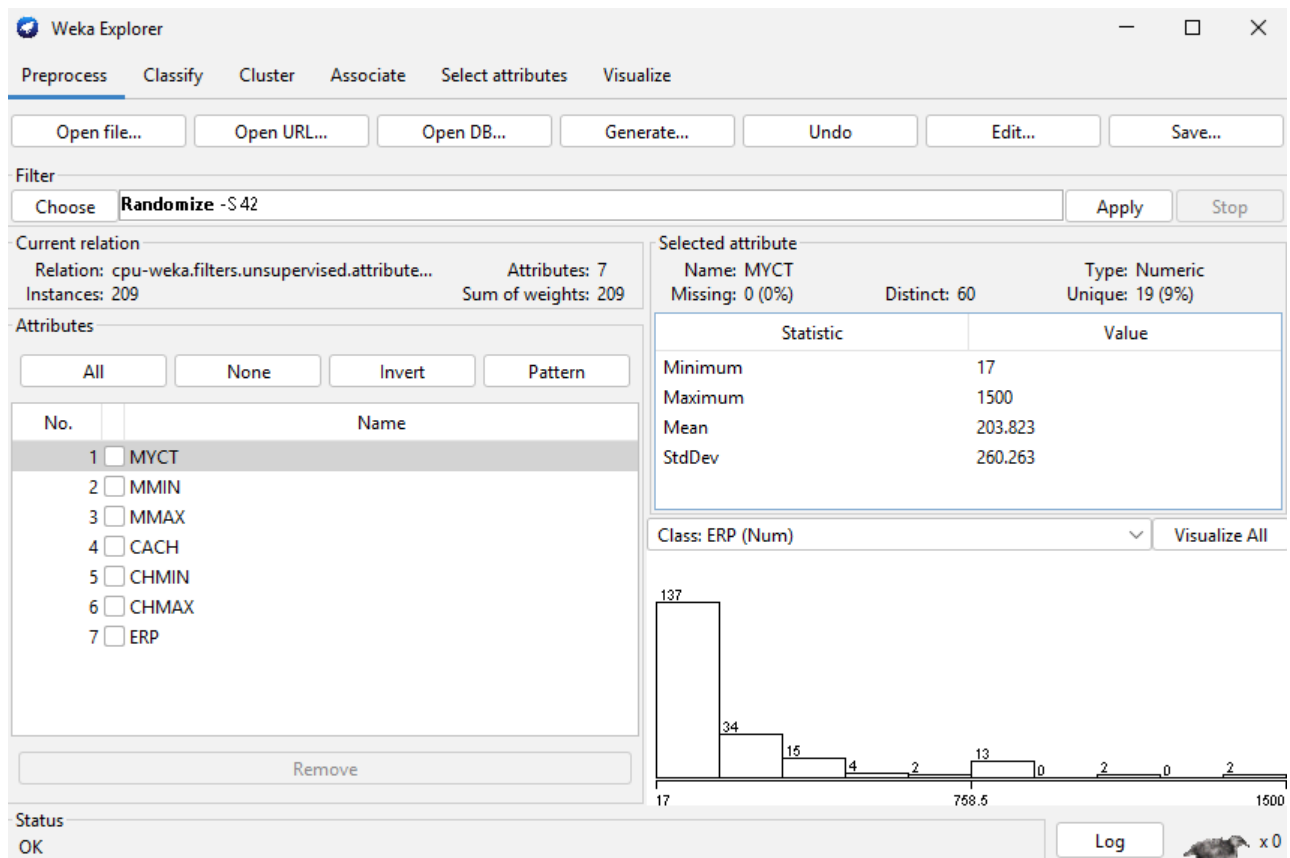 Weka Explorer
Preprocess Classify Cluster Associate Select attributes Visualize
Open file... Open URL... Open DB... Generate... Undo Edit... Save...
Filter
Choose Randomize -S 42 Apply Stop
Current relation
Relation: cpu-weka.filters.unsupervised.attribute... Attributes: 7
Instances: 209 Sum of weights: 209
Selected attribute
Name: MYCT Type: Numeric
Missing: 0 (0%) Distinct: 60 Unique: 19 (9%)
Attributes
All None Invert Pattern
No. Name
1 MYCT
2 MMIN
3 MMAX
4 CACH
5 CHMIN
6 CHMAX
7 ERP
Remove
Statistic Value
Minimum 17
Maximum 1500
Mean 203.823
StdDev 260.263
Class: ERP (Num) Visualize All
137
34
15
4
2
13
0
2
0
2
17 758.5 1500
Status
OK
Log x 0